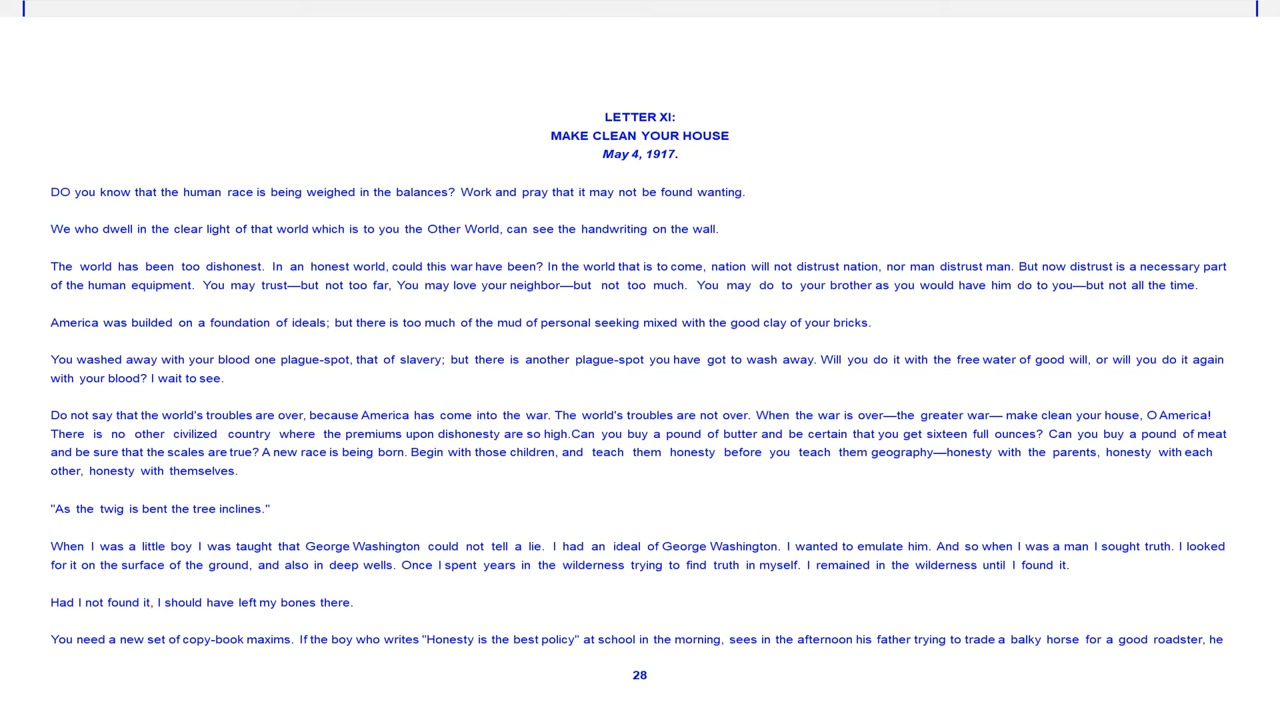 LETTER XI:
MAKE CLEAN YOUR HOUSE
May 4, 1917.
DO you know that the human race is being weighed in the balances? Work and pray that it may not be found wanting.
We who dwell in the clear light of that world which is to you the Other World, can see the handwriting on the wall.
The world has been too dishonest. In an honest world, could this war have been? In the world that is to come, nation will not distrust nation, nor man distrust man. But now distrust is a necessary part
of the human equipment. You may trust—but not too far, You may love your neighbor—but not too much. You may do to your brother as you would have him do to you—but not all the time.
America was builded on a foundation of ideals; but there is too much of the mud of personal seeking mixed with the good clay of your bricks.
You washed away with your blood one plague-spot, that of slavery; but there is another plague-spot you have got to wash away. Will you do it with the free water of good will, or will you do it again
with your blood? I wait to see.
Do not say that the world's troubles are over, because America has come into the war. The world's troubles are not over. When the war is over—the greater war— make clean your house, O America!
There is no other civilized country where the premiums upon dishonesty are so high.Can you buy a pound of butter and be certain that you get sixteen full ounces? Can you buy a pound of meat
and be sure that the scales are true? A new race is being born. Begin with those children, and teach them honesty before you teach them geography—honesty with the parents, honesty with each
other, honesty with themselves.
"As the twig is bent the tree inclines."
When I was a little boy I was taught that George Washington could not tell a lie. I had an ideal of George Washington. I wanted to emulate him. And so when I was a man I sought truth. I looked
for it on the surface of the ground, and also in deep wells. Once I spent years in the wilderness trying to find truth in myself. I remained in the wilderness until I found it.
Had I not found it, I should have left my bones there.
You need a new set of copy-book maxims. If the boy who writes "Honesty is the best policy" at school in the morning, sees in the afternoon his father trying to trade a balky horse for a good roadster, he
28